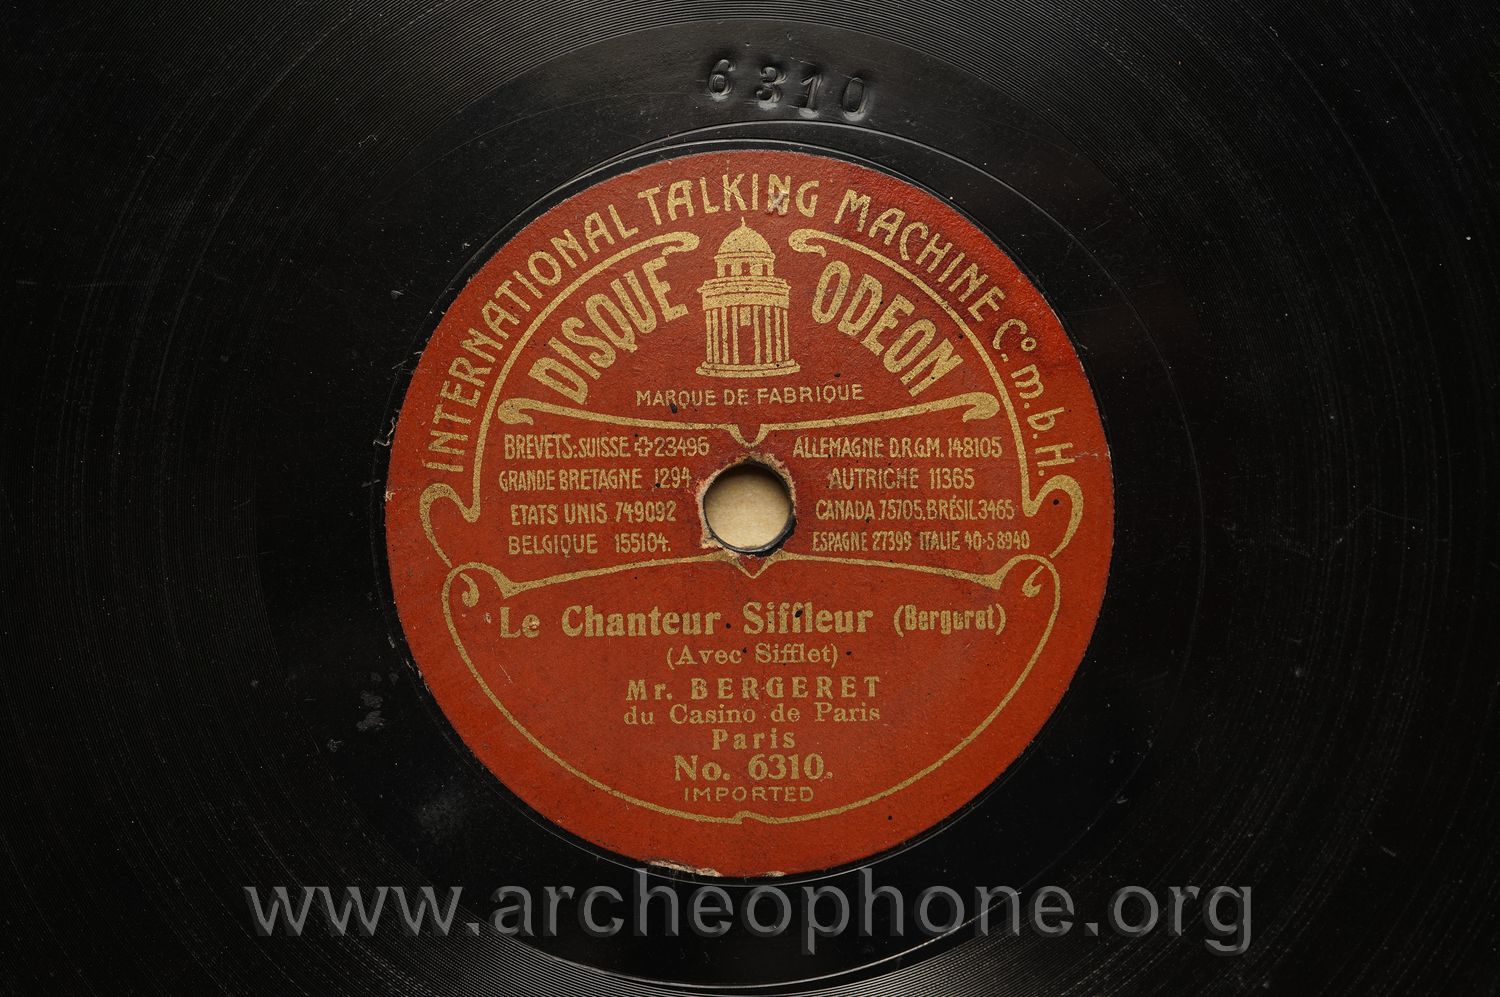 6310
INTERNATIONAL TALKING MACHINE Co. m.b.H.
DISQUE ODEON
MARQUE DE FABRIQUE
BREVETS: SUISSE ✚ 23496
GRANDE BRETAGNE 1294
ETATS UNIS 749092
BELGIQUE 155104.
ALLEMAGNE D.R.G.M. 148105
AUTRICHE 11365
CANADA 75705, BRÉSIL 3465
ESPAGNE 27399 ITALIE 40·58940
Le Chanteur Siffleur (Bergeret)
(Avec Sifflet)
Mr. BERGERET
du Casino de Paris
Paris
No. 6310.
IMPORTED
www.archeophone.org